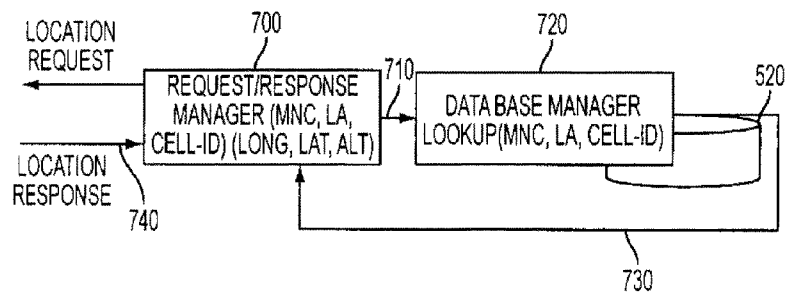 LOCATION
REQUEST
700
REQUEST/RESPONSE
MANAGER (MNC, LA,
CELL-ID) (LONG, LAT, ALT)
710
720
DATA BASE MANAGER
LOOKUP(MNC, LA, CELL-ID)
520
LOCATION
RESPONSE
740
730